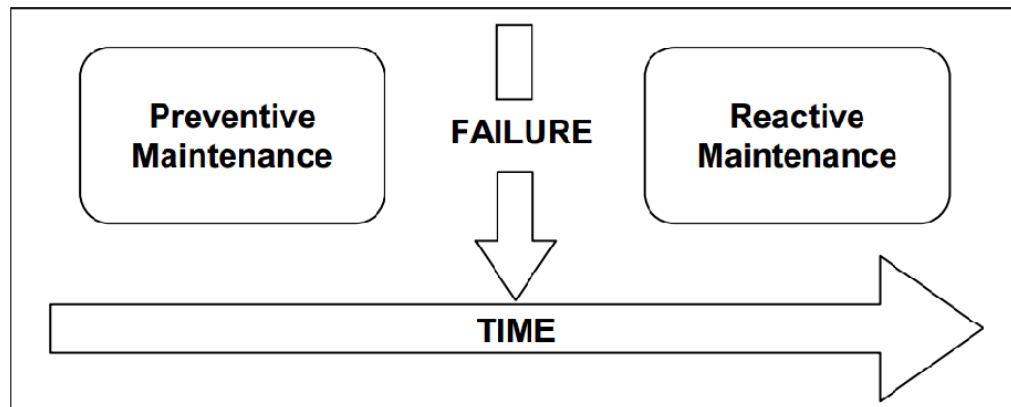 Preventive
Maintenance
FAILURE
Reactive
Maintenance
TIME